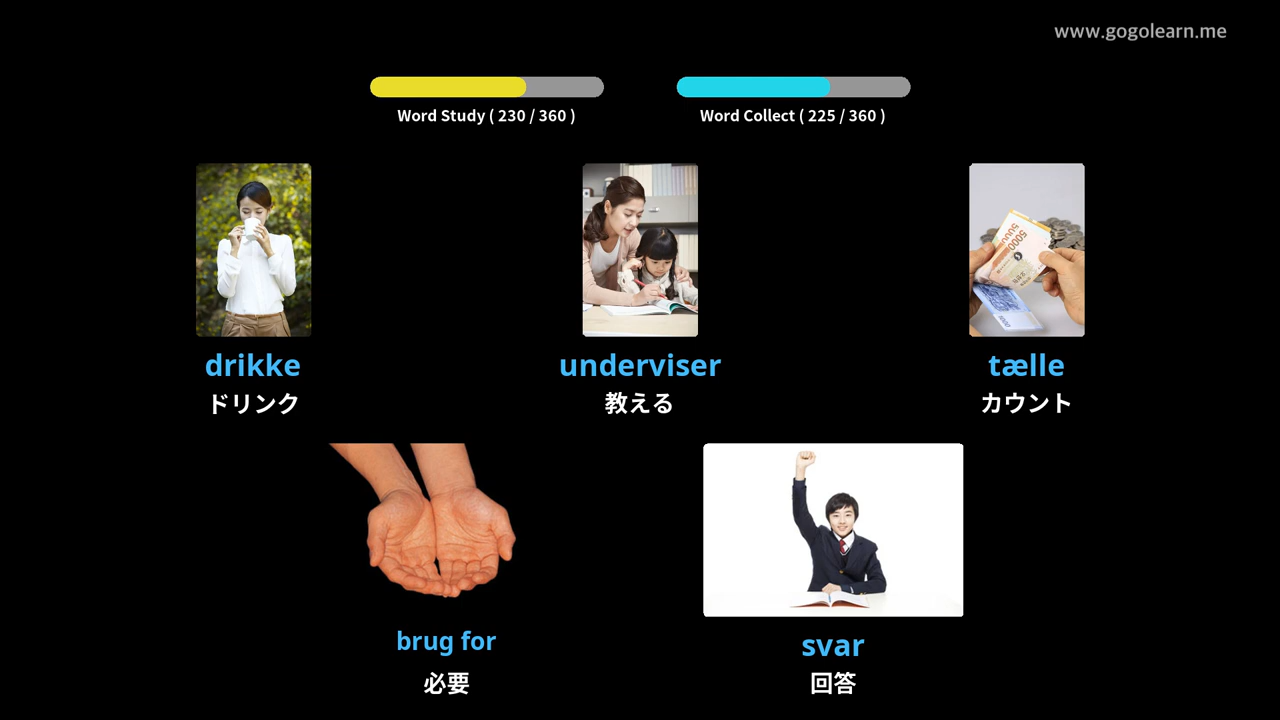 www.gogolearn.me
Word Study ( 230 / 360 )
Word Collect ( 225 / 360 )
drikke
ドリンク
underviser
教える
tælle
カウント
brug for
必要
svar
回答